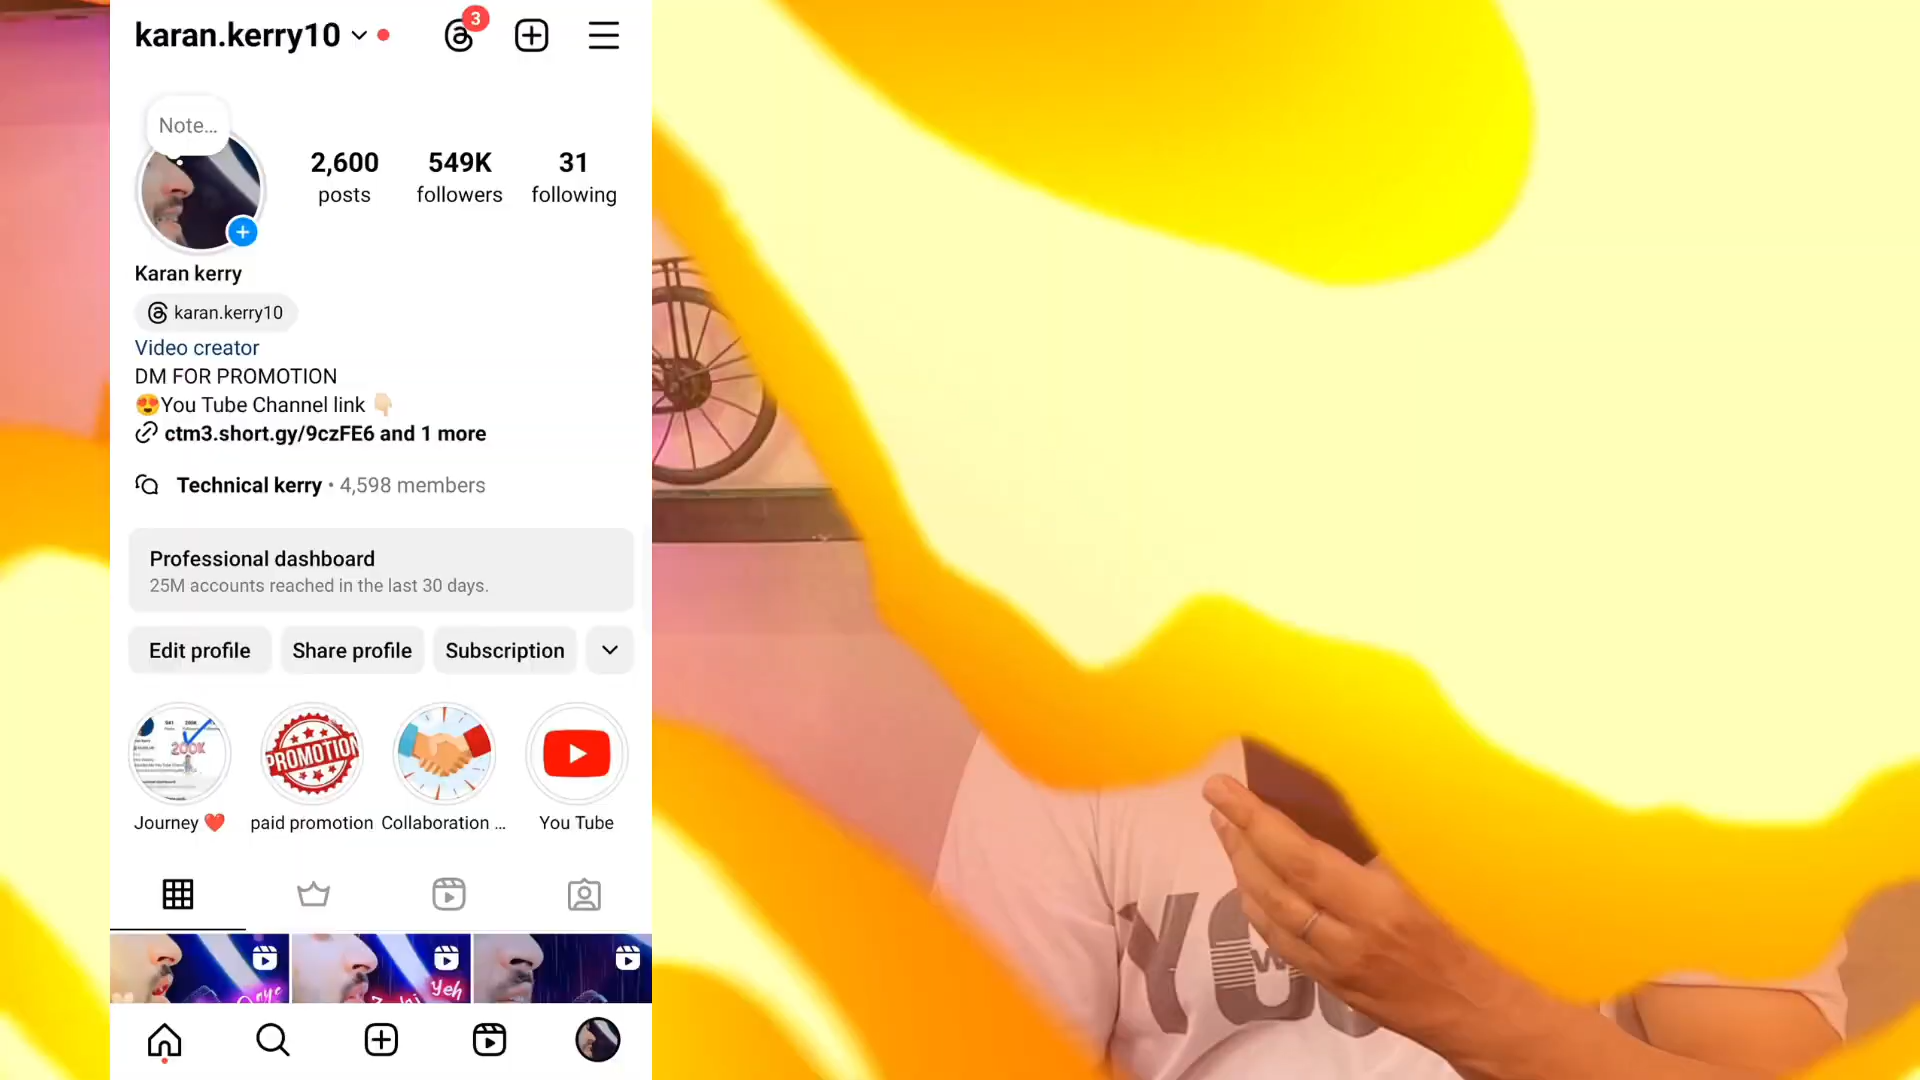 karan.kerry10
3
Note...
2,600
posts
549K
followers
31
following
Karan kerry
karan.kerry10
Video creator
DM FOR PROMOTION
😍You Tube Channel link 👇🏻
ctm3.short.gy/9czFE6 and 1 more
Technical kerry • 4,598 members
Professional dashboard
25M accounts reached in the last 30 days.
Edit profile
Share profile
Subscription
200K
PROMOTION
Journey ❤️
paid promotion
Collaboration ...
You Tube
Yeh